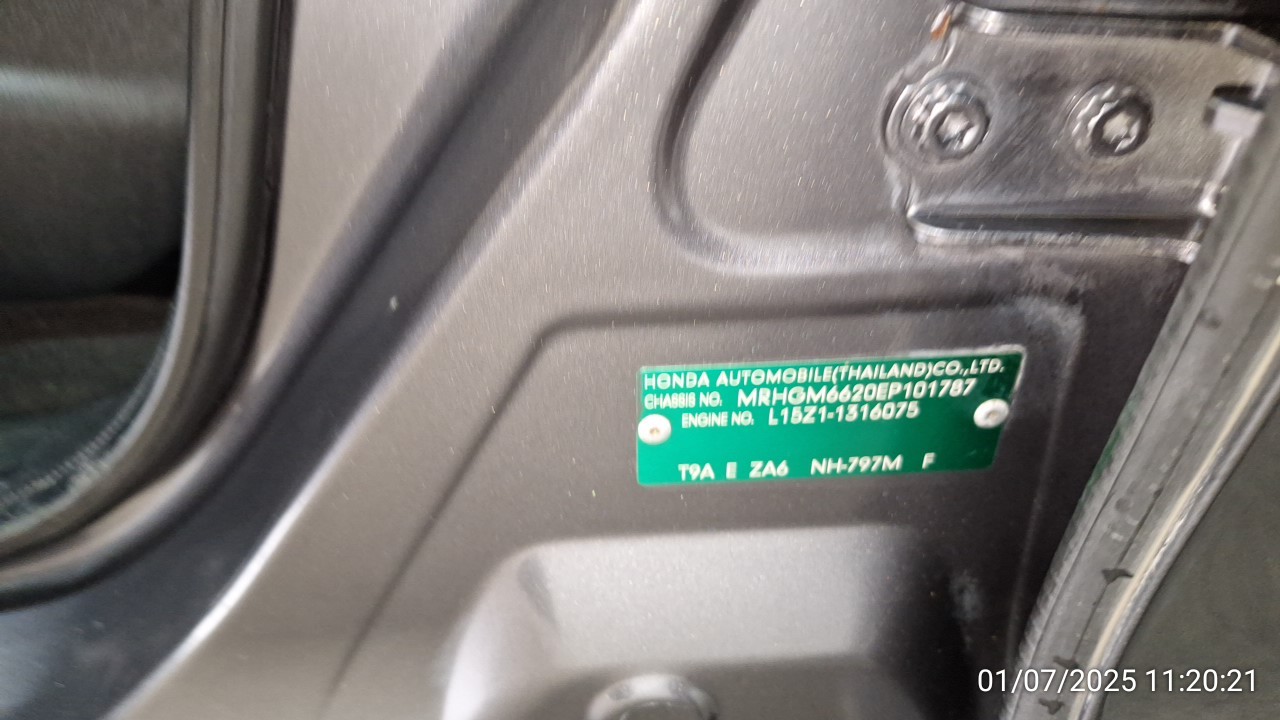 HONDA AUTOMOBILE(THAILAND)CO.,LTD.
CHASSIS NO. MRHGM6620EP101787
ENGINE NO. L15Z1-1316075
T9A E ZA6 NH-797M F
01/07/2025 11:20:21